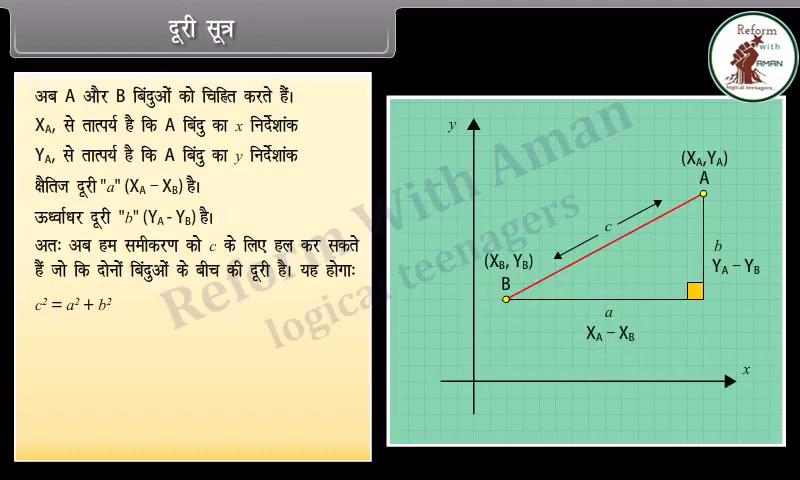 दूरी सूत्र
Reform
with
AMAN
logical teenagers.
अब A और B बिंदुओं को चिह्नित करते हैं।
XA, से तात्पर्य है कि A बिंदु का x निर्देशांक
YA, से तात्पर्य है कि A बिंदु का y निर्देशांक
क्षैतिज दूरी "a" (XA − XB) है।
ऊर्ध्वाधर दूरी "b" (YA - YB) है।
अतः अब हम समीकरण को c के लिए हल कर सकते
हैं जो कि दोनों बिंदुओं के बीच की दूरी है। यह होगाः
c² = a² + b²
y
(XA,YA)
A
c
b
YA − YB
(XB, YB)
B
a
XA − XB
x
Reform With Aman
logical teenagers